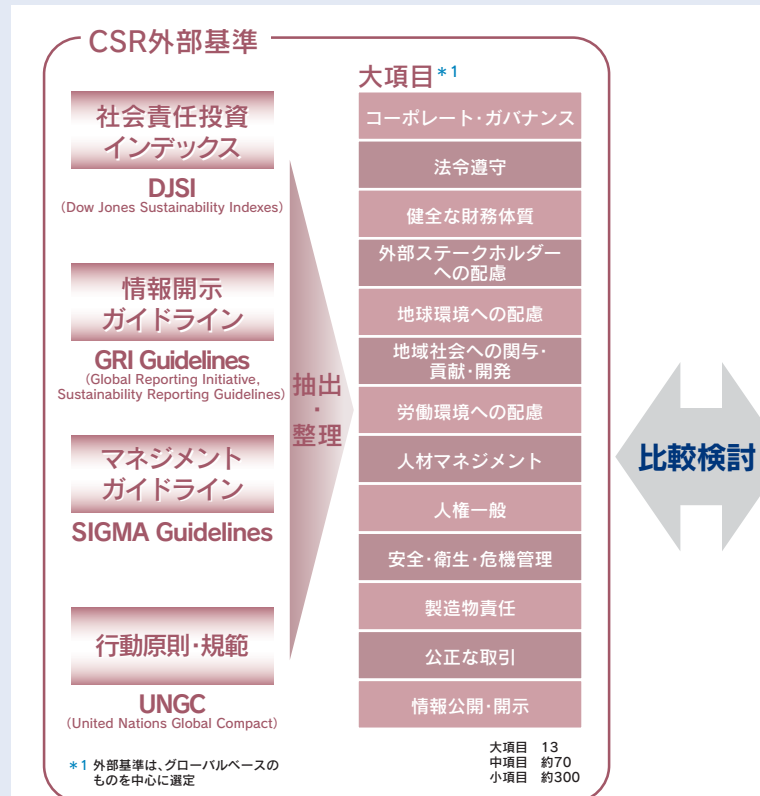 CSR外部基準
社会責任投資
インデックス
DJSI
(Dow Jones Sustainability Indexes)
情報開示
ガイドライン
GRI Guidelines
(Global Reporting Initiative,
Sustainability Reporting Guidelines)
マネジメント
ガイドライン
SIGMA Guidelines
行動原則・規範
UNGC
(United Nations Global Compact)
*1 外部基準は、グローバルベースの
ものを中心に選定
抽出
・
整理
大項目*1
コーポレート・ガバナンス
法令遵守
健全な財務体質
外部ステークホルダー
への配慮
地球環境への配慮
地域社会への関与・
貢献・開発
労働環境への配慮
人材マネジメント
人権一般
安全・衛生・危機管理
製造物責任
公正な取引
情報公開・開示
大項目 13
中項目 約70
小項目 約300
比較検討